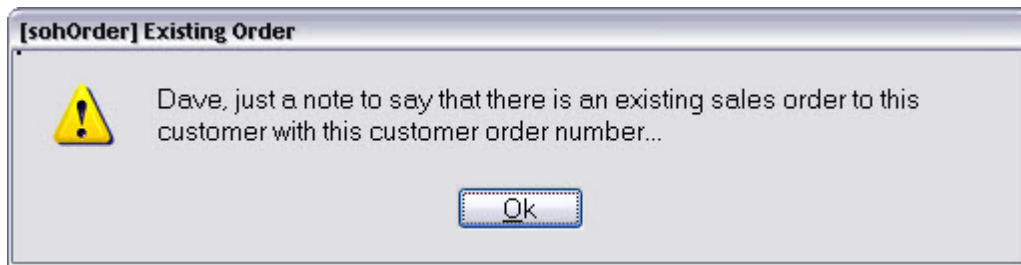 [sohOrder] Existing Order
Dave, just a note to say that there is an existing sales order to this
customer with this customer order number...
Ok